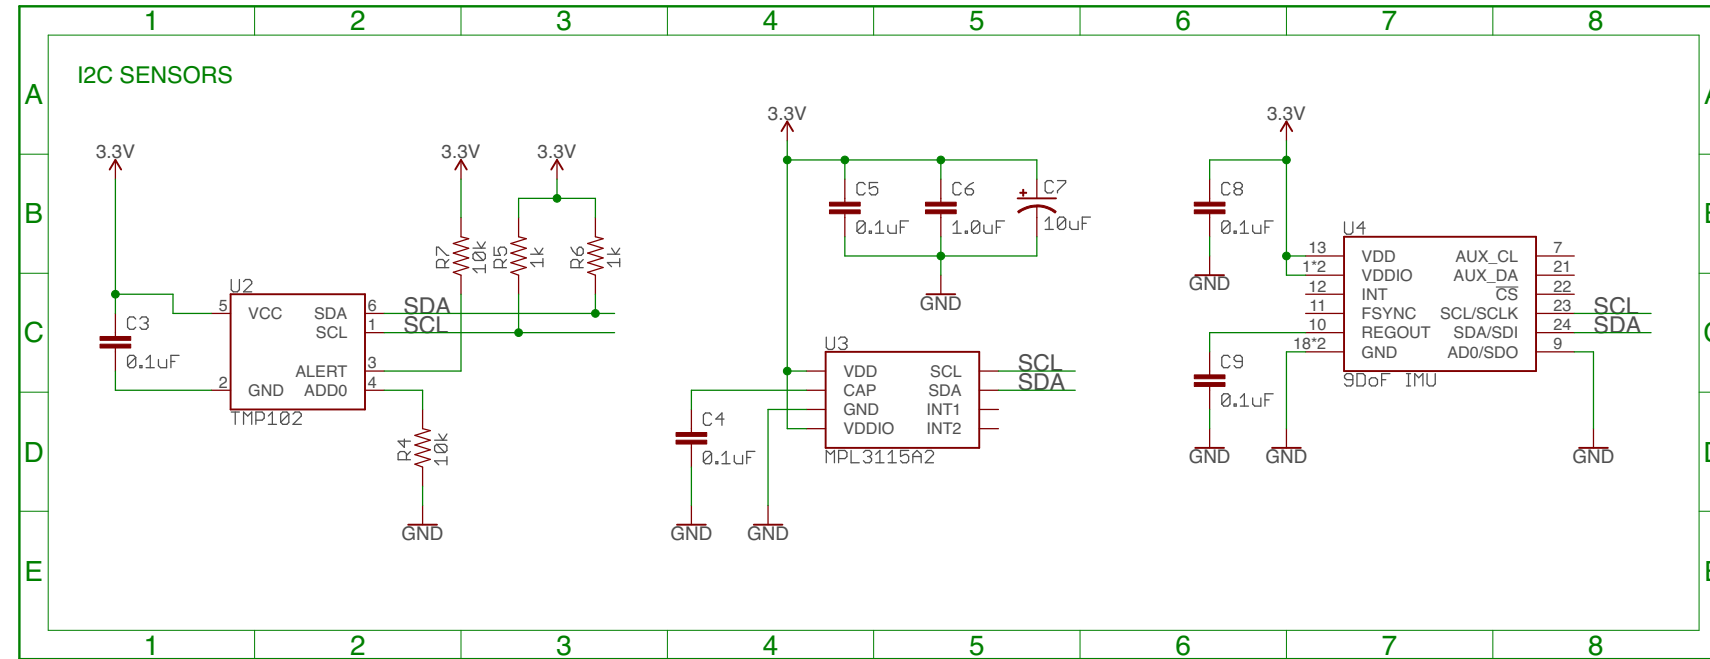 1 2 3 4 5 6 7 8
A
I2C SENSORS
3.3V 3.3V 3.3V
3.3V
3.3V
B
R7 10k
R5 1k
R6 1k
C5 0.1uF
C6 1.0uF
+ C7 10uF
C8 0.1uF
C
C3 0.1uF
U2
5 VCC SDA 6 SDA
SCL 1 SCL
ALERT 3
2 GND ADD0 4
TMP102
R4 10k
GND
GND
U3
VDD SCL SCL
CAP SDA SDA
GND INT1
VDDIO INT2
MPL3115A2
C4 0.1uF
GND GND
GND
U4
13 VDD AUX_CL 7
1*2 VDDIO AUX_DA 21
12 INT CS 22
11 FSYNC SCL/SCLK 23 SCL
10 REGOUT SDA/SDI 24 SDA
18*2 GND AD0/SDO 9
9DoF IMU
C9 0.1uF
GND GND GND
D
E
1 2 3 4 5 6 7 8